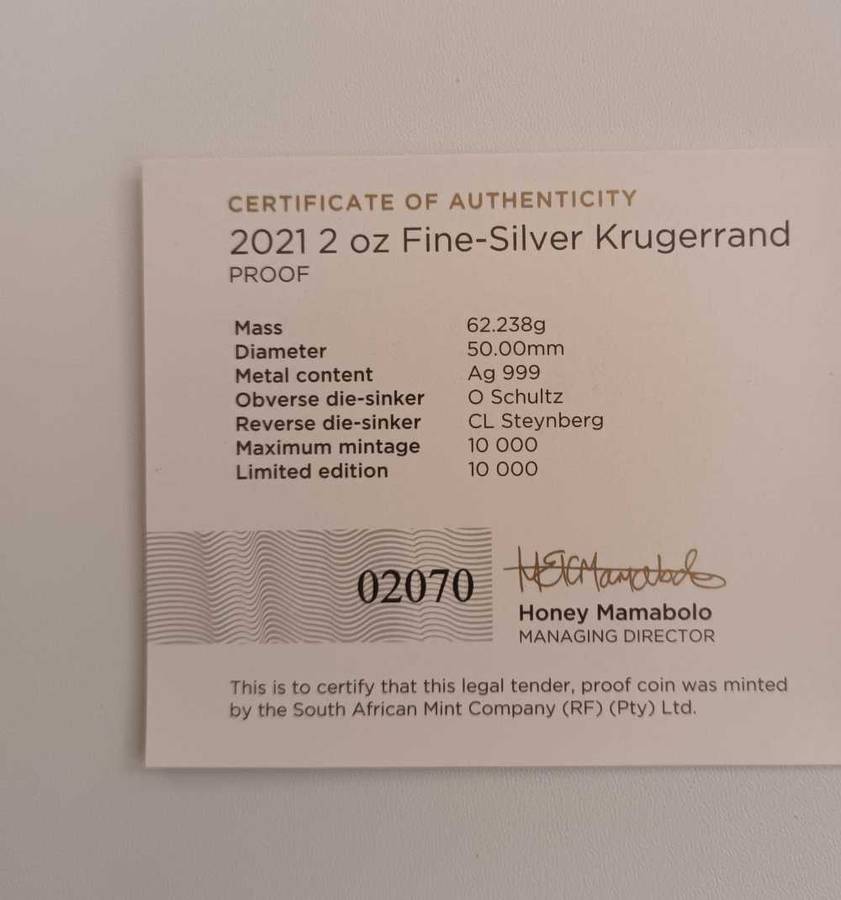 CERTIFICATE OF AUTHENTICITY
2021 2 oz Fine-Silver Krugerrand
PROOF
Mass 62.238g
Diameter 50.00mm
Metal content Ag 999
Obverse die-sinker O Schultz
Reverse die-sinker CL Steynberg
Maximum mintage 10 000
Limited edition 10 000
02070
Honey Mamabolo
MANAGING DIRECTOR
This is to certify that this legal tender, proof coin was minted
by the South African Mint Company (RF) (Pty) Ltd.